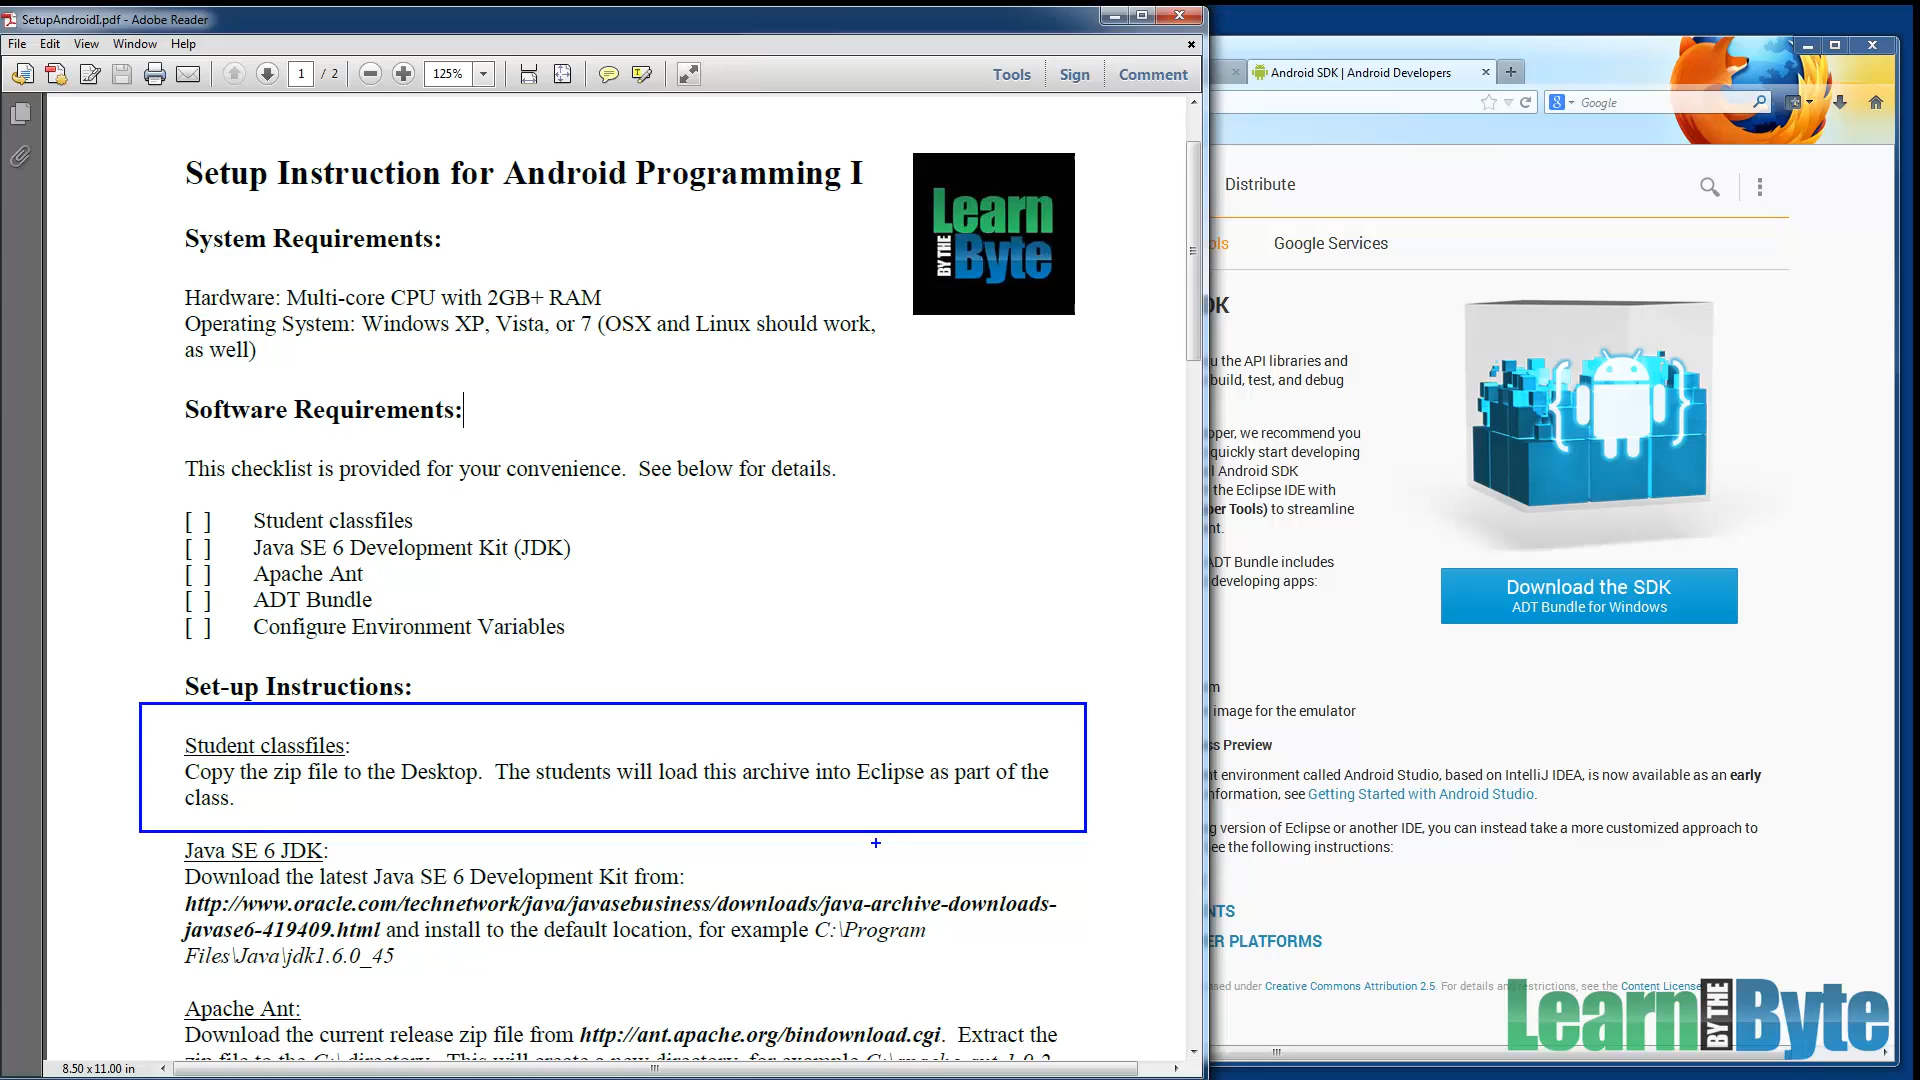 SetupAndroidI.pdf - Adobe Reader
File Edit View Window Help
1 / 2 125% Tools Sign Comment
Setup Instruction for Android Programming I
Learn
BY THE
Byte
System Requirements:
Hardware: Multi-core CPU with 2GB+ RAM
Operating System: Windows XP, Vista, or 7 (OSX and Linux should work,
as well)
Software Requirements:
This checklist is provided for your convenience. See below for details.
[ ] Student classfiles
[ ] Java SE 6 Development Kit (JDK)
[ ] Apache Ant
[ ] ADT Bundle
[ ] Configure Environment Variables
Set-up Instructions:
Student classfiles:
Copy the zip file to the Desktop. The students will load this archive into Eclipse as part of the
class.
Java SE 6 JDK:
Download the latest Java SE 6 Development Kit from:
http://www.oracle.com/technetwork/java/javasebusiness/downloads/java-archive-downloads-
javase6-419409.html and install to the default location, for example C:\Program
Files\Java\jdk1.6.0_45
Apache Ant:
Download the current release zip file from http://ant.apache.org/bindownload.cgi. Extract the
8.50 x 11.00 in
Android SDK | Android Developers
Google
Distribute
ols Google Services
DK
u the API libraries and
build, test, and debug
oper, we recommend you
quickly start developing
l Android SDK
the Eclipse IDE with
per Tools) to streamline
nt.
ADT Bundle includes
developing apps:
Download the SDK
ADT Bundle for Windows
m
image for the emulator
ss Preview
t environment called Android Studio, based on IntelliJ IDEA, is now available as an early
nformation, see Getting Started with Android Studio.
g version of Eclipse or another IDE, you can instead take a more customized approach to
ee the following instructions:
NTS
ER PLATFORMS
nsed under Creative Commons Attribution 2.5. For details and restrictions, see the Content License
Learn BY THE Byte